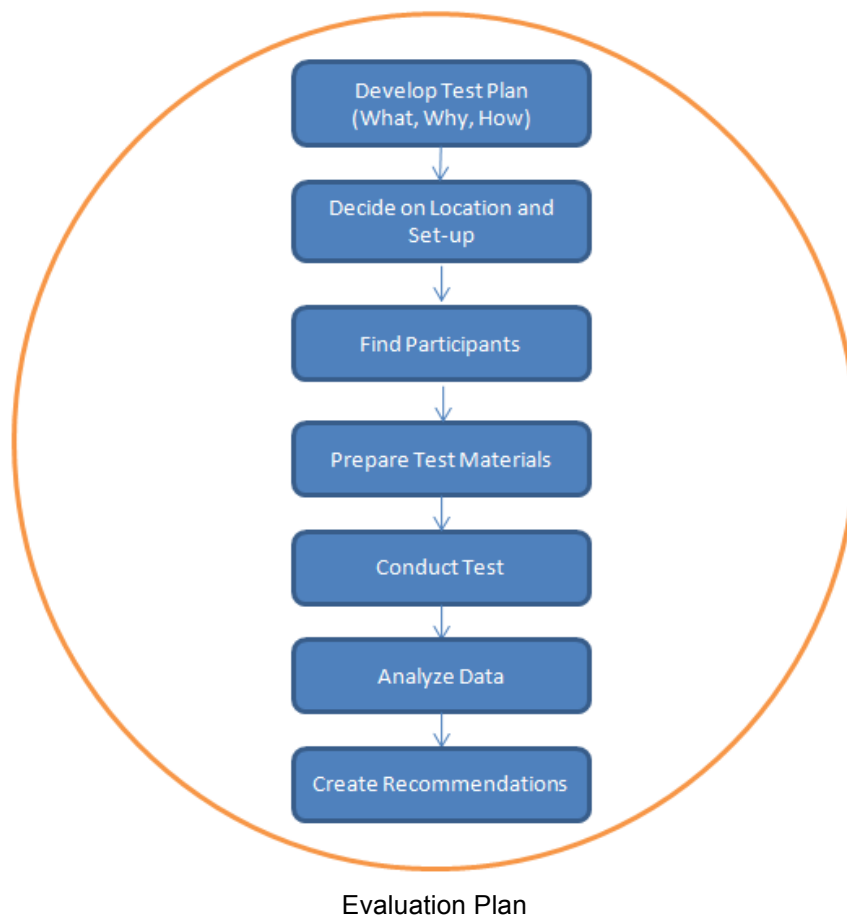 Develop Test Plan
(What, Why, How)
Decide on Location and
Set-up
Find Participants
Prepare Test Materials
Conduct Test
Analyze Data
Create Recommendations
Evaluation Plan